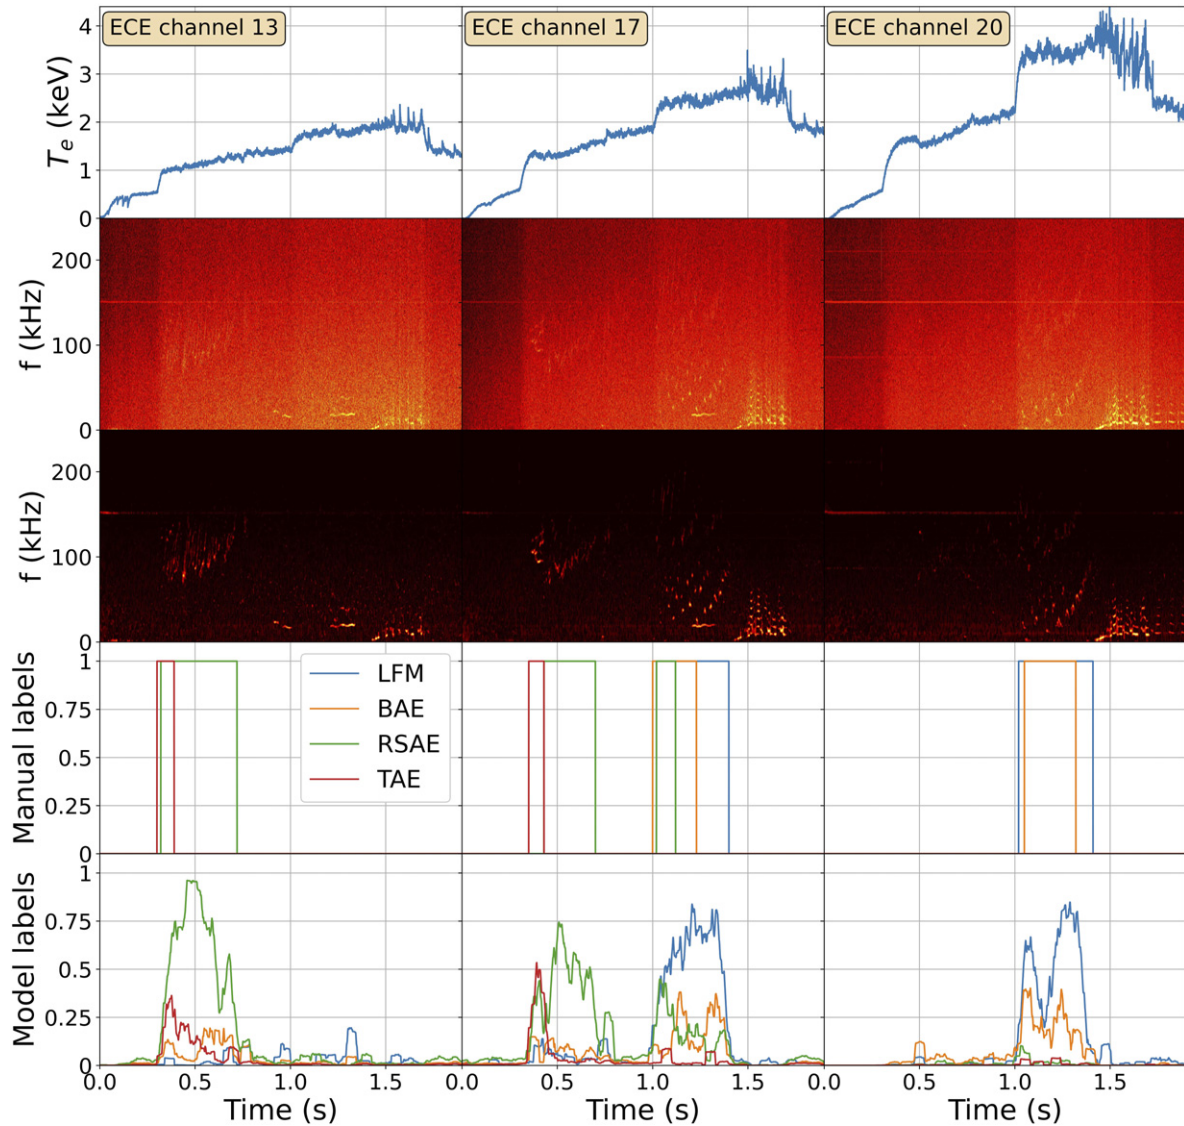 ECE channel 13
ECE channel 17
ECE channel 20
T_e (keV)
4
3
2
1
0
f (kHz)
200
100
0
f (kHz)
200
100
0
Manual labels
1
0.75
0.5
0.25
0
LFM
BAE
RSAE
TAE
Model labels
1
0.75
0.5
0.25
0
0.0 0.5 1.0 1.5 0.0 0.5 1.0 1.5 0.0 0.5 1.0 1.5
Time (s) Time (s) Time (s)